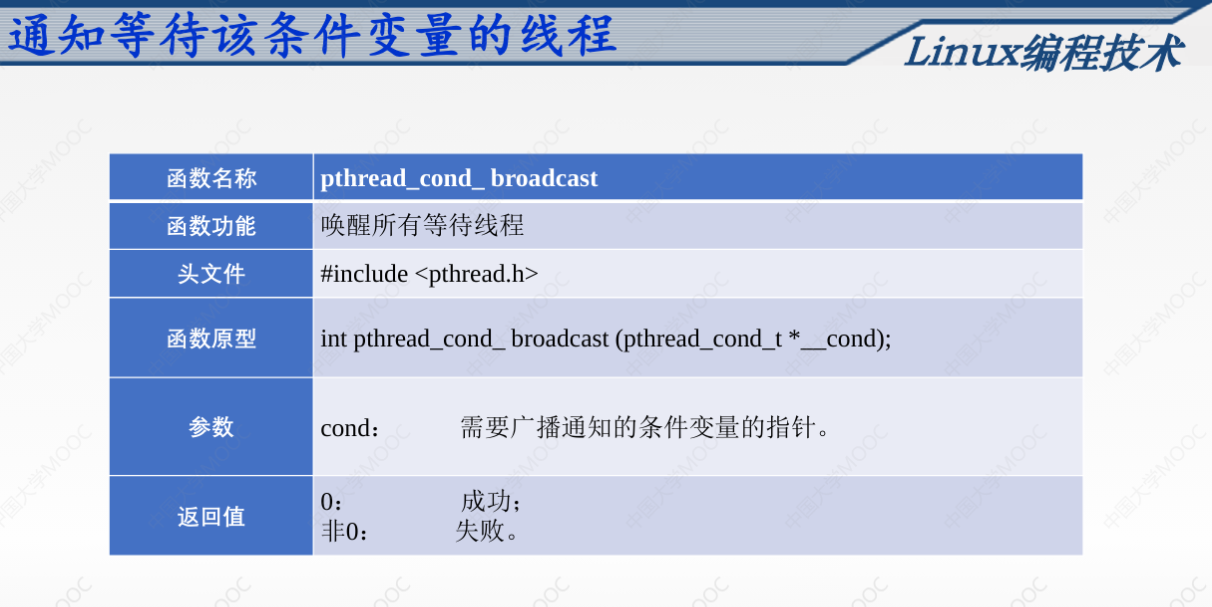 通知等待该条件变量的线程
Linux编程技术
函数名称 pthread_cond_ broadcast
函数功能 唤醒所有等待线程
头文件 #include <pthread.h>
函数原型 int pthread_cond_ broadcast (pthread_cond_t *__cond);
参数 cond： 需要广播通知的条件变量的指针。
返回值
0： 成功;
非0： 失败。
中国大学MOOC